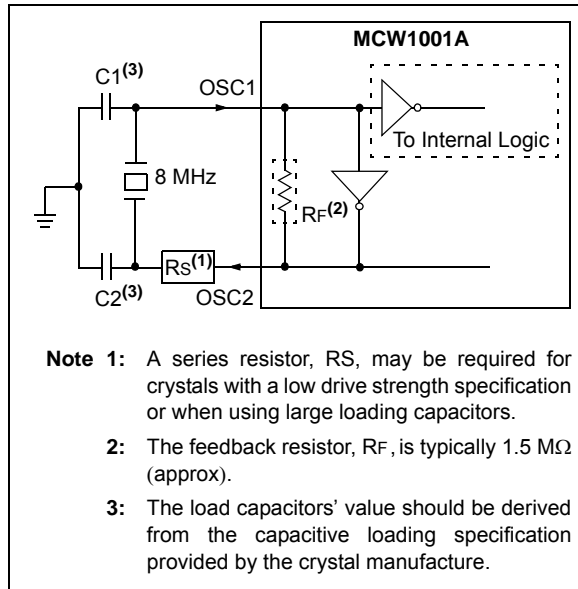 MCW1001A
C1(3)
OSC1
To Internal Logic
8 MHz
RF(2)
RS(1)
C2(3)
OSC2
Note 1: A series resistor, RS, may be required for
crystals with a low drive strength specification
or when using large loading capacitors.
2: The feedback resistor, RF, is typically 1.5 MΩ
(approx).
3: The load capacitors' value should be derived
from the capacitive loading specification
provided by the crystal manufacture.